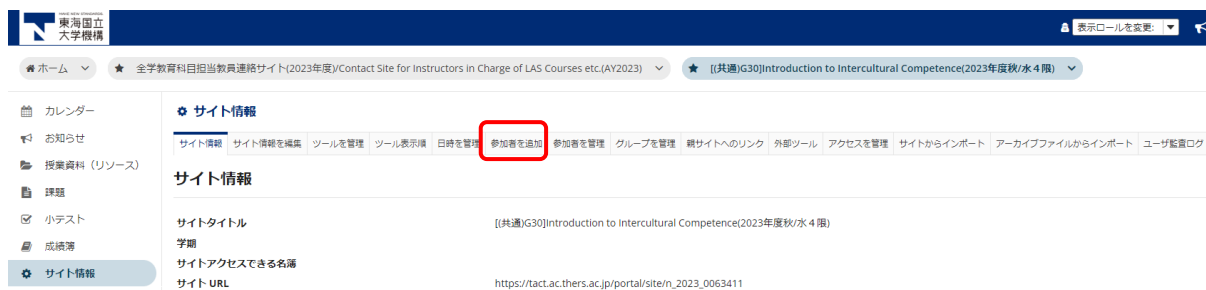 東海国立
大学機構
表示ロールを変更:
ホーム
全学教育科目担当教員連絡サイト(2023年度)/Contact Site for Instructors in Charge of LAS Courses etc.(AY2023)
[(共通)G30]Introduction to Intercultural Competence(2023年度秋/水４限)
カレンダー
お知らせ
授業資料（リソース）
課題
小テスト
成績簿
サイト情報
サイト情報
サイト情報 サイト情報を編集 ツールを管理 ツール表示順 日時を管理 参加者を追加 参加者を管理 グループを管理 親サイトへのリンク 外部ツール アクセスを管理 サイトからインポート アーカイブファイルからインポート ユーザ監査ログ
サイト情報
サイトタイトル [(共通)G30]Introduction to Intercultural Competence(2023年度秋/水４限)
学期
サイトアクセスできる名簿
サイト URL https://tact.ac.thers.ac.jp/portal/site/n_2023_0063411